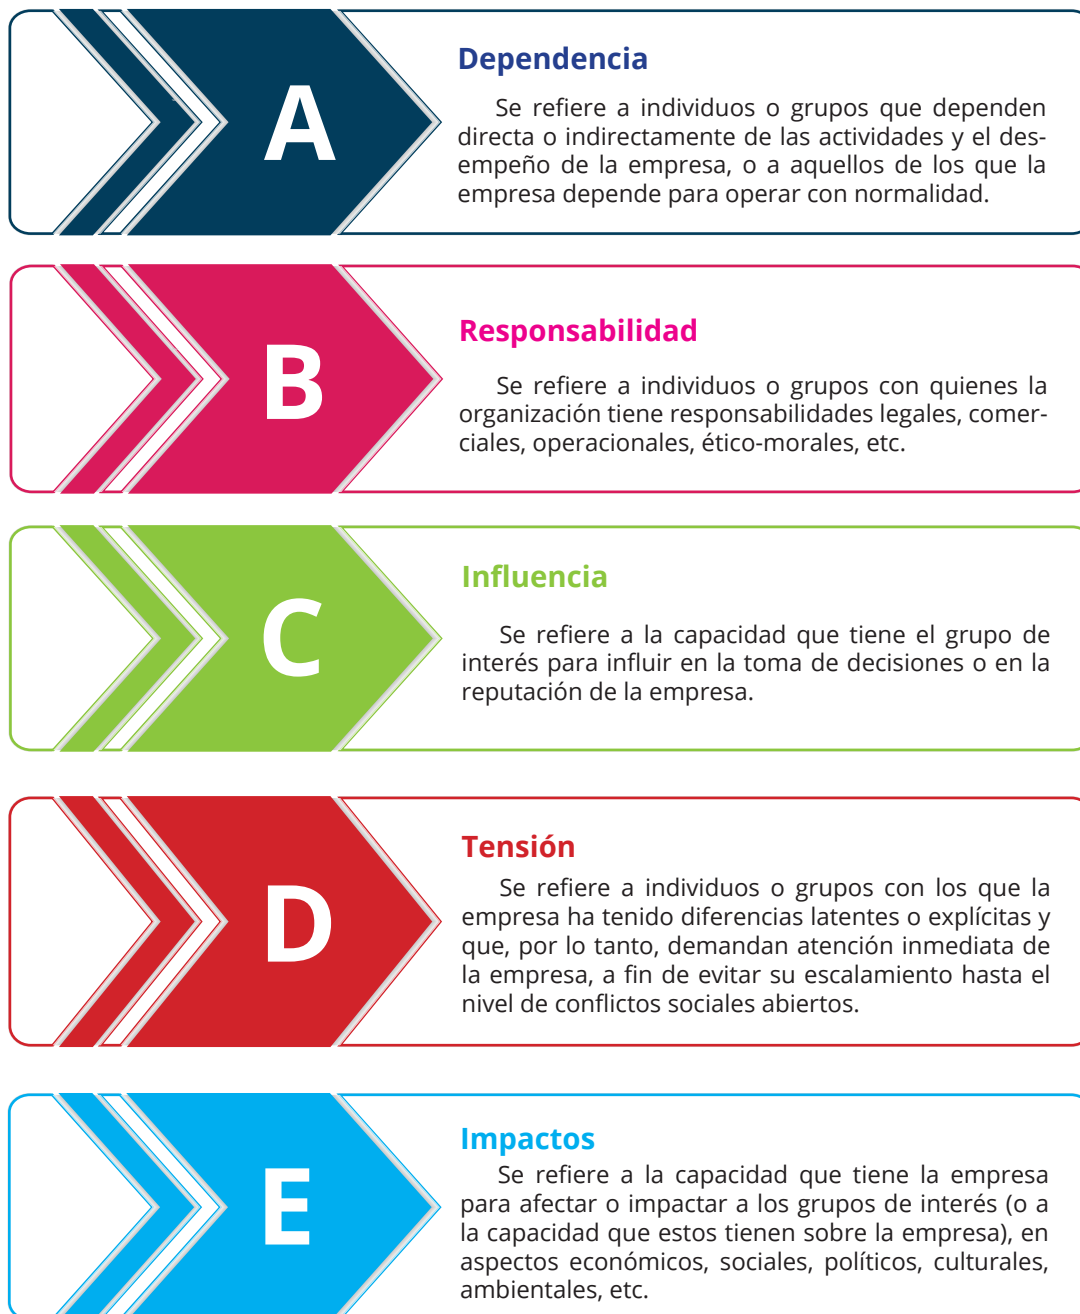 A
Dependencia
Se refiere a individuos o grupos que dependen
directa o indirectamente de las actividades y el des-
empeño de la empresa, o a aquellos de los que la
empresa depende para operar con normalidad.
B
Responsabilidad
Se refiere a individuos o grupos con quienes la
organización tiene responsabilidades legales, comer-
ciales, operacionales, ético-morales, etc.
C
Influencia
Se refiere a la capacidad que tiene el grupo de
interés para influir en la toma de decisiones o en la
reputación de la empresa.
D
Tensión
Se refiere a individuos o grupos con los que la
empresa ha tenido diferencias latentes o explícitas y
que, por lo tanto, demandan atención inmediata de
la empresa, a fin de evitar su escalamiento hasta el
nivel de conflictos sociales abiertos.
E
Impactos
Se refiere a la capacidad que tiene la empresa
para afectar o impactar a los grupos de interés (o a
la capacidad que estos tienen sobre la empresa), en
aspectos económicos, sociales, políticos, culturales,
ambientales, etc.